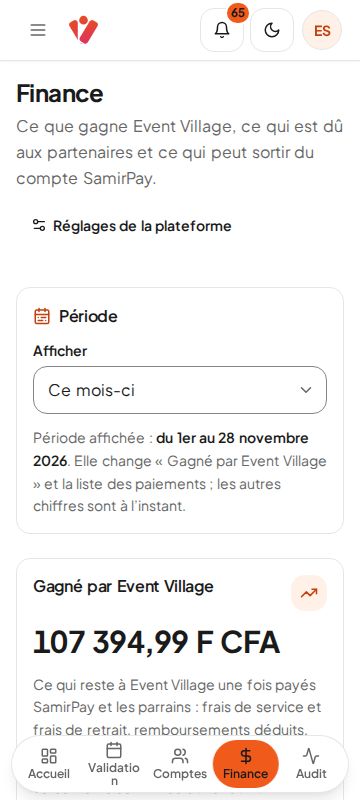 65
ES
Finance
Ce que gagne Event Village, ce qui est dû
aux partenaires et ce qui peut sortir du
compte SamirPay.
Réglages de la plateforme
Période
Afficher
Ce mois-ci
Période affichée : du 1er au 28 novembre
2026. Elle change « Gagné par Event Village
» et la liste des paiements ; les autres
chiffres sont à l'instant.
Gagné par Event Village
107 394,99 F CFA
Ce qui reste à Event Village une fois payés
SamirPay et les parrains : frais de service et
frais de retrait, remboursements déduits.
Accueil
Validatio
n
Comptes
Finance
Audit